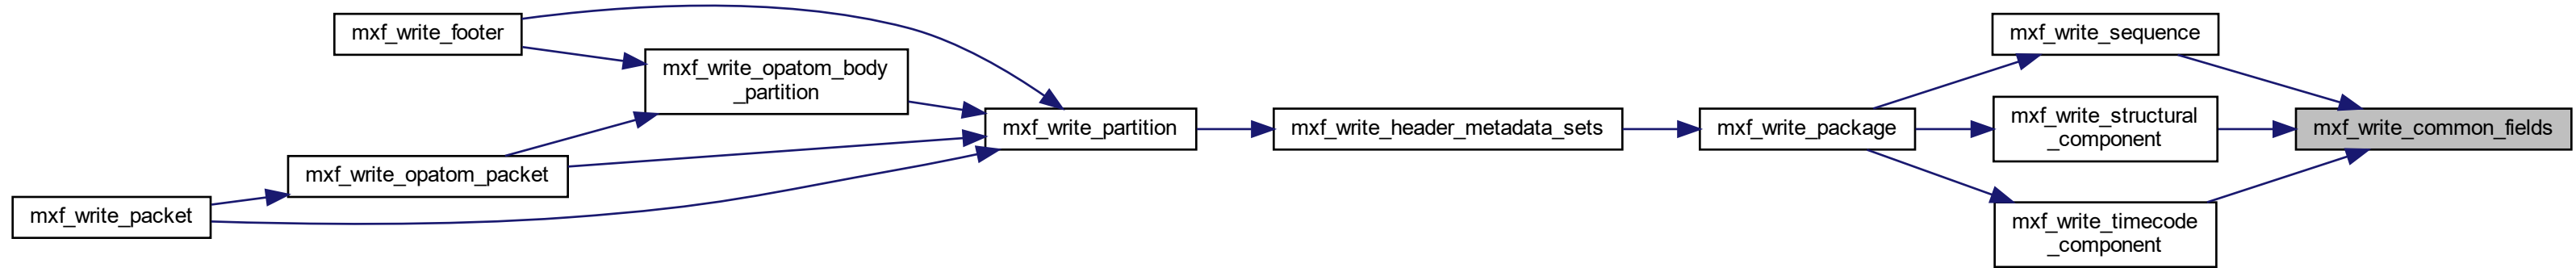 mxf_write_footer
mxf_write_opatom_body
_partition
mxf_write_opatom_packet
mxf_write_packet
mxf_write_partition
mxf_write_header_metadata_sets
mxf_write_package
mxf_write_sequence
mxf_write_structural
_component
mxf_write_timecode
_component
mxf_write_common_fields